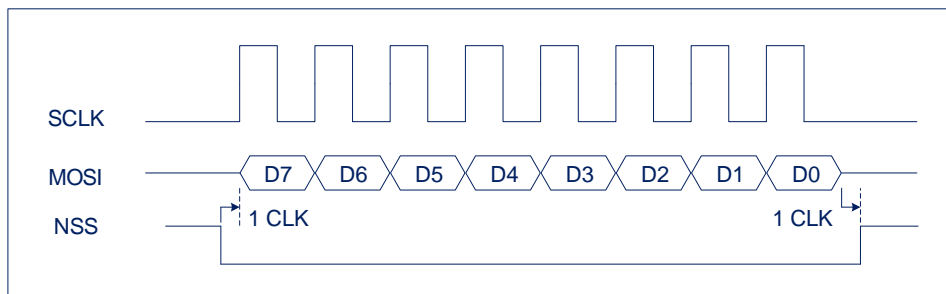 SCLK
MOSI D7 D6 D5 D4 D3 D2 D1 D0
1 CLK 1 CLK
NSS